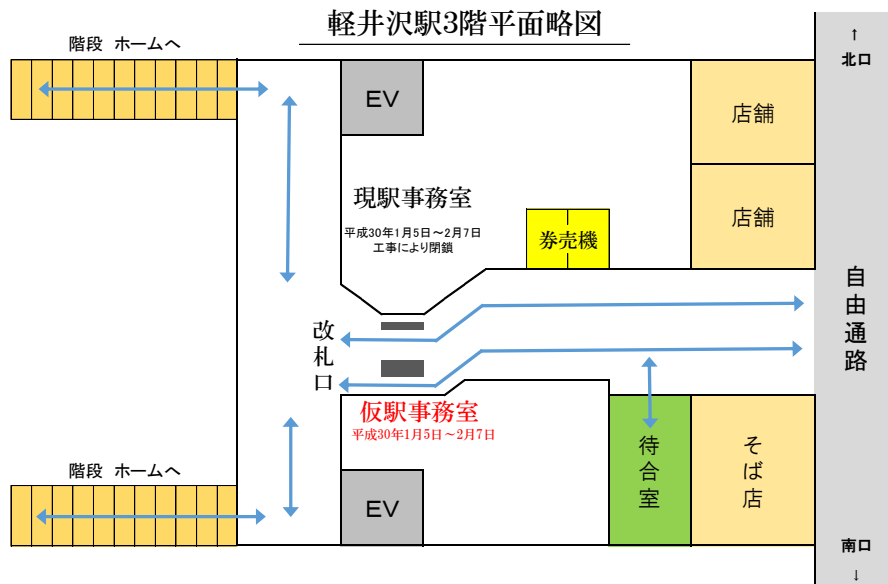 軽井沢駅3階平面略図
↑
北口
階段 ホームへ
EV
店舗
現駅事務室
平成30年1月5日~2月7日
工事により閉鎖
券売機
店舗
自由通路
改札口
仮駅事務室
平成30年1月5日~2月7日
待合室
そば店
階段 ホームへ
EV
南口
↓